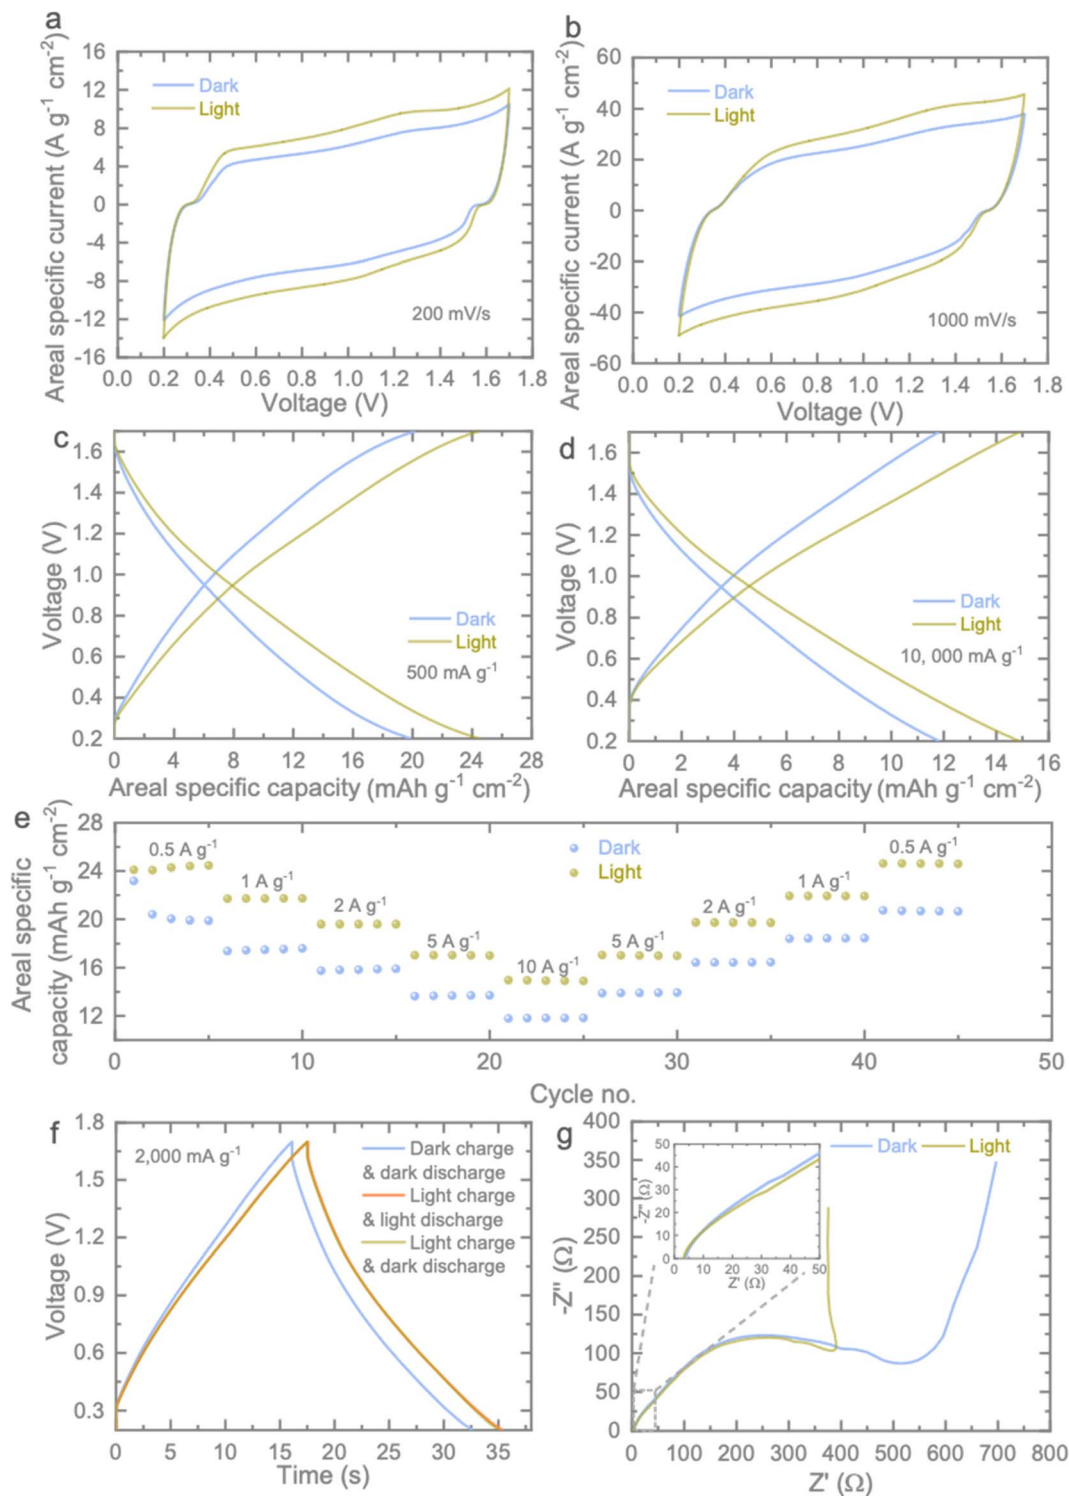 a
Areal specific current (A g⁻¹ cm⁻²)
16
12
8
4
0
-4
-8
-12
-16
Dark
Light
200 mV/s
0.0 0.2 0.4 0.6 0.8 1.0 1.2 1.4 1.6 1.8
Voltage (V)
b
Areal specific current (A g⁻¹ cm⁻²)
60
40
20
0
-20
-40
-60
Dark
Light
1000 mV/s
0.0 0.2 0.4 0.6 0.8 1.0 1.2 1.4 1.6 1.8
Voltage (V)
c
Voltage (V)
1.6
1.4
1.2
1.0
0.8
0.6
0.4
0.2
Dark
Light
500 mA g⁻¹
0 4 8 12 16 20 24 28
Areal specific capacity (mAh g⁻¹ cm⁻²)
d
Voltage (V)
1.6
1.4
1.2
1.0
0.8
0.6
0.4
0.2
Dark
Light
10, 000 mA g⁻¹
0 2 4 6 8 10 12 14 16
Areal specific capacity (mAh g⁻¹ cm⁻²)
e
Areal specific
capacity (mAh g⁻¹ cm⁻²)
28
24
20
16
12
0.5 A g⁻¹
1 A g⁻¹
2 A g⁻¹
5 A g⁻¹
10 A g⁻¹
5 A g⁻¹
2 A g⁻¹
1 A g⁻¹
0.5 A g⁻¹
Dark
Light
0 10 20 30 40 50
Cycle no.
f
Voltage (V)
1.8
1.5
1.2
0.9
0.6
0.3
2,000 mA g⁻¹
Dark charge
& dark discharge
Light charge
& light discharge
Light charge
& dark discharge
0 5 10 15 20 25 30 35
Time (s)
g
-Z'' (Ω)
400
350
300
250
200
150
100
50
0
Dark Light
-Z'' (Ω)
50
40
30
20
10
0
0 10 20 30 40 50
Z' (Ω)
0 100 200 300 400 500 600 700 800
Z' (Ω)